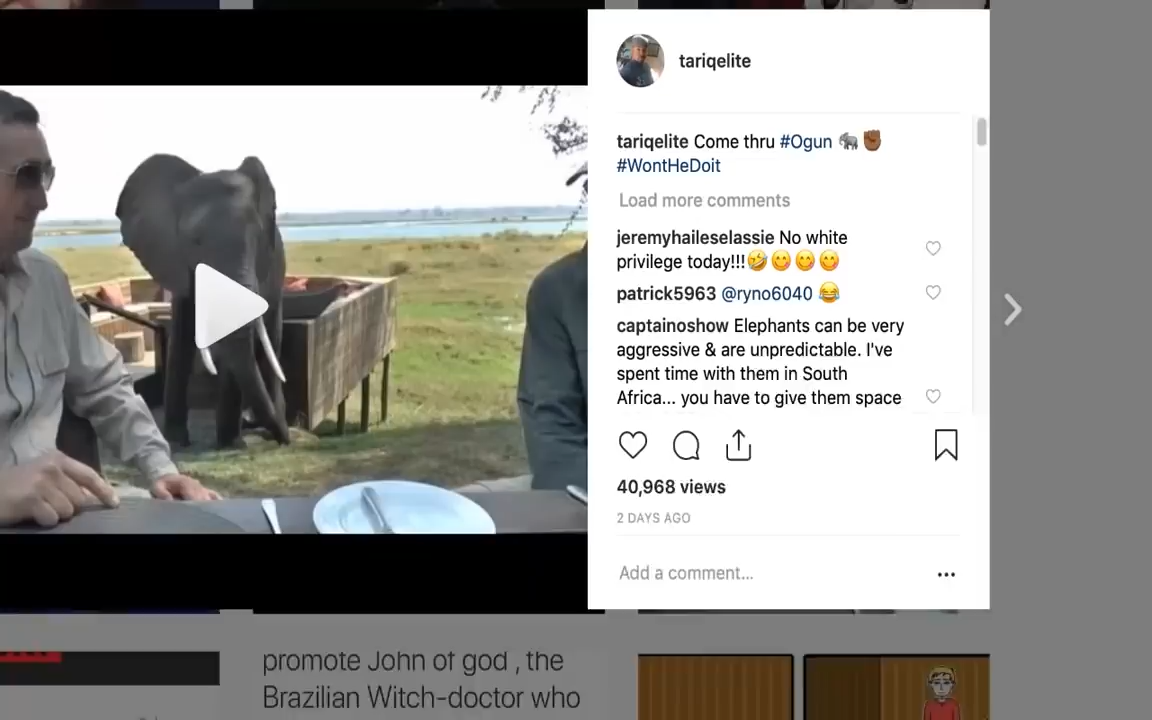 tariqelite
tariqelite Come thru #Ogun 🐘✊🏾
#WontHeDoit
Load more comments
jeremyhaileselassie No white
privilege today!!!🤣😋😋😋
patrick5963 @ryno6040 😂
captainoshow Elephants can be very
aggressive & are unpredictable. I've
spent time with them in South
Africa... you have to give them space
40,968 views
2 DAYS AGO
Add a comment...
promote John of god , the
Brazilian Witch-doctor who